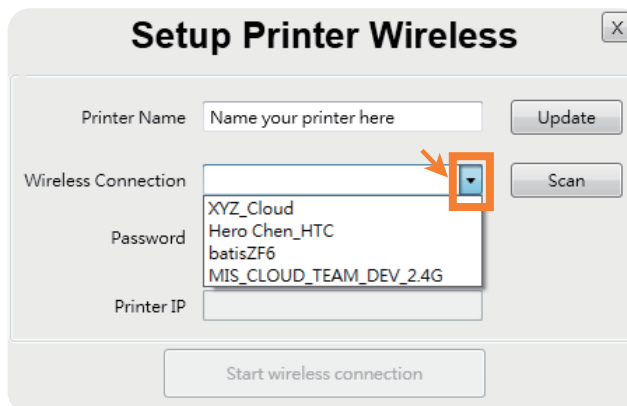 Setup Printer Wireless X
Printer Name Name your printer here Update
Wireless Connection Scan
XYZ_Cloud
Hero Chen_HTC
Password
batisZF6
MIS_CLOUD_TEAM_DEV_2.4G
Printer IP
Start wireless connection